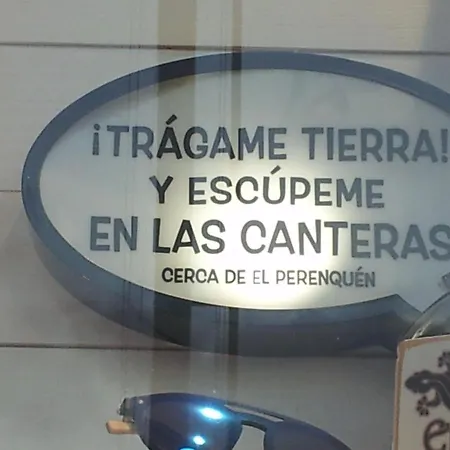 ¡TRÁGAME TIERRA!
Y ESCÚPEME
EN LAS CANTERAS
CERCA DE EL PERENQUÉN